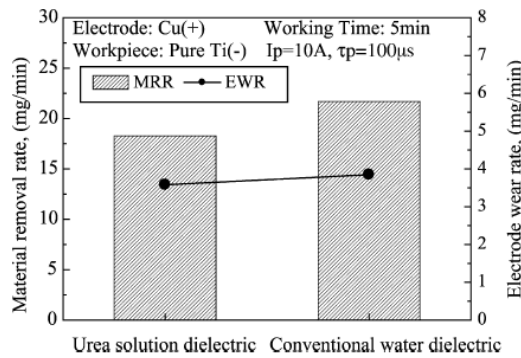 Electrode: Cu(+) Working Time: 5min
Workpiece: Pure Ti(-) Ip=10A, τp=100μs
MRR EWR
Material removal rate, (mg/min)
30
25
20
15
10
5
0
Electrode wear rate, (mg/min)
8
7
6
5
4
3
2
1
0
Urea solution dielectric Conventional water dielectric